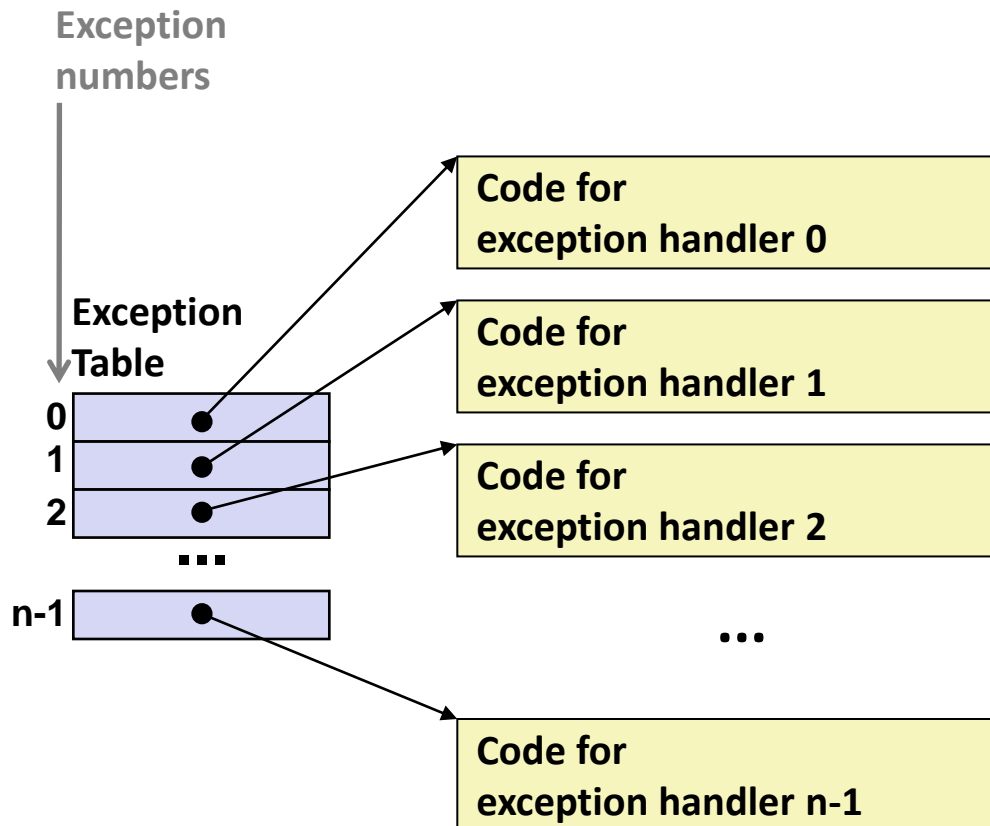 Exception
numbers
Code for
exception handler 0
Exception
Table
Code for
exception handler 1
0
1
2
Code for
exception handler 2
...
n-1
...
Code for
exception handler n-1